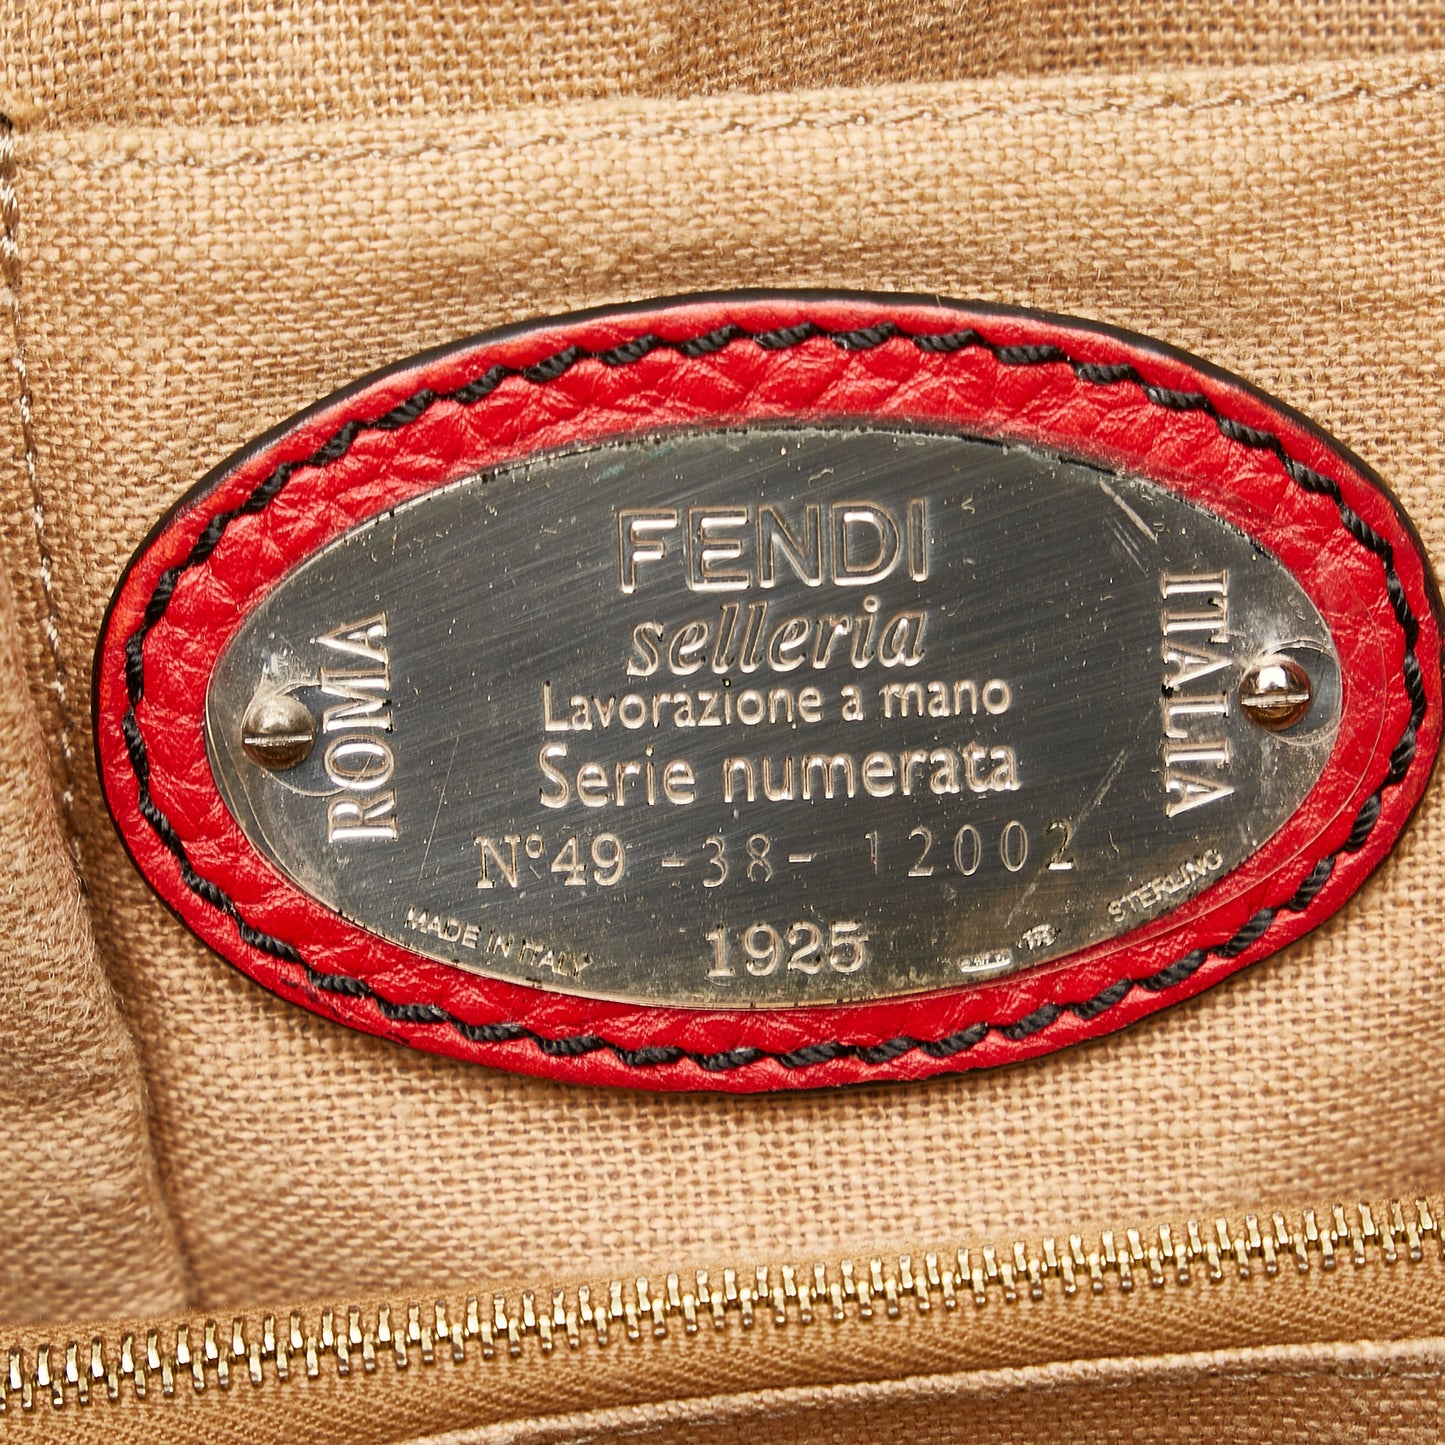 FENDI
selleria
Lavorazione a mano
Serie numerata
N°49 -38- 12002
1925
ROMA
ITALIA
MADE IN ITALY
STERLING